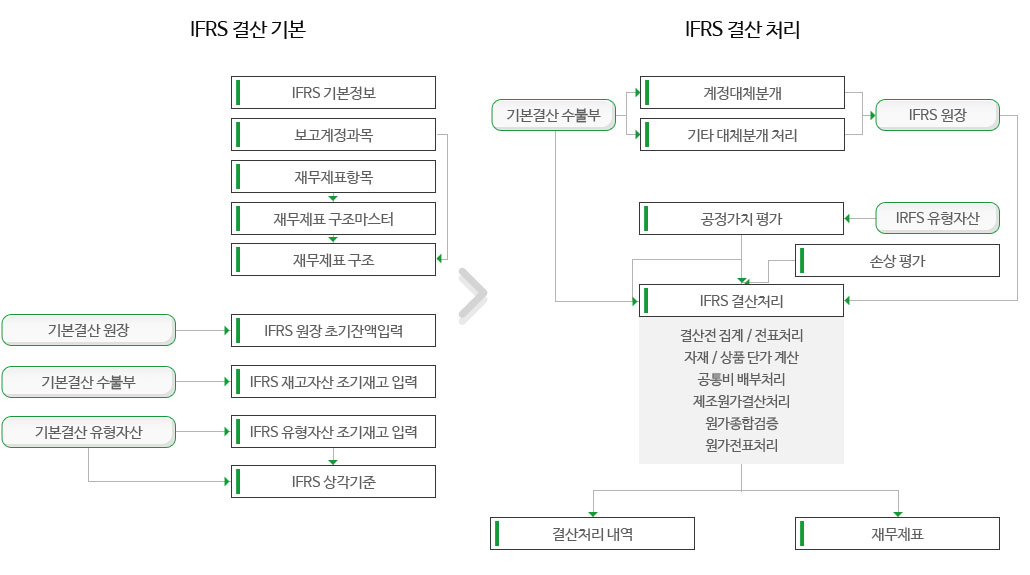 IFRS 결산 기본
IFRS 기본정보
보고계정과목
재무제표항목
재무제표 구조마스터
재무제표 구조
기본결산 원장
IFRS 원장 초기잔액입력
기본결산 수불부
IFRS 재고자산 조기재고 입력
기본결산 유형자산
IFRS 유형자산 조기재고 입력
IFRS 상각기준
IFRS 결산 처리
기본결산 수불부
계정대체분개
기타 대체분개 처리
IFRS 원장
공정가치 평가
IRFS 유형자산
손상 평가
IFRS 결산처리
결산전 집계 / 전표처리
자재 / 상품 단가 계산
공통비 배부처리
제조원가결산처리
원가종합검증
원가전표처리
결산처리 내역
재무제표